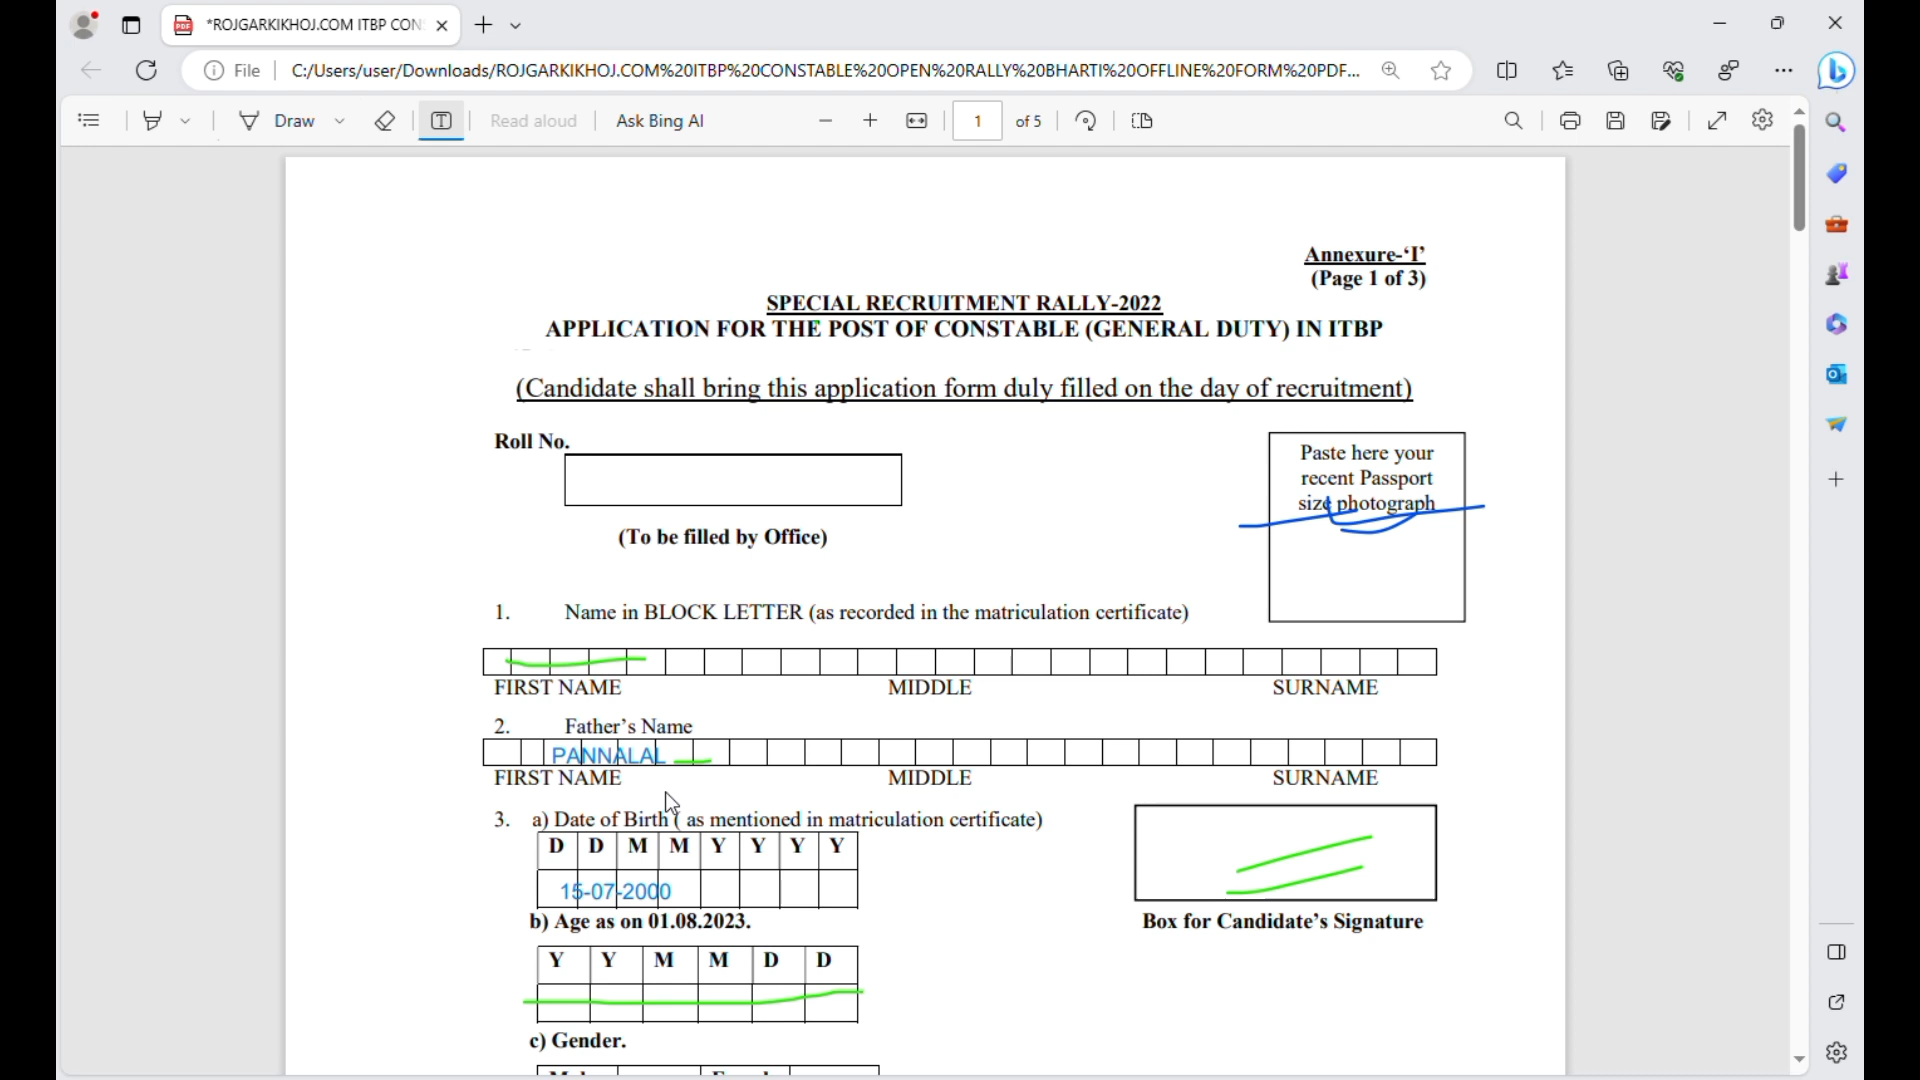 *ROJGARKIKHOJ.COM ITBP CON
File
C:/Users/user/Downloads/ROJGARKIKHOJ.COM%20ITBP%20CONSTABLE%20OPEN%20RALLY%20BHARTI%20OFFLINE%20FORM%20PDF...
Draw
Read aloud
Ask Bing AI
1 of 5
Annexure-‘I’
(Page 1 of 3)
SPECIAL RECRUITMENT RALLY-2022
APPLICATION FOR THE POST OF CONSTABLE (GENERAL DUTY) IN ITBP
(Candidate shall bring this application form duly filled on the day of recruitment)
Roll No.
(To be filled by Office)
Paste here your
recent Passport
size photograph
1. Name in BLOCK LETTER (as recorded in the matriculation certificate)
FIRST NAME MIDDLE SURNAME
2. Father’s Name
PANNALAL
FIRST NAME MIDDLE SURNAME
3. a) Date of Birth ( as mentioned in matriculation certificate)
D D M M Y Y Y Y
15-07-2000
b) Age as on 01.08.2023.
Box for Candidate’s Signature
Y Y M M D D
c) Gender.